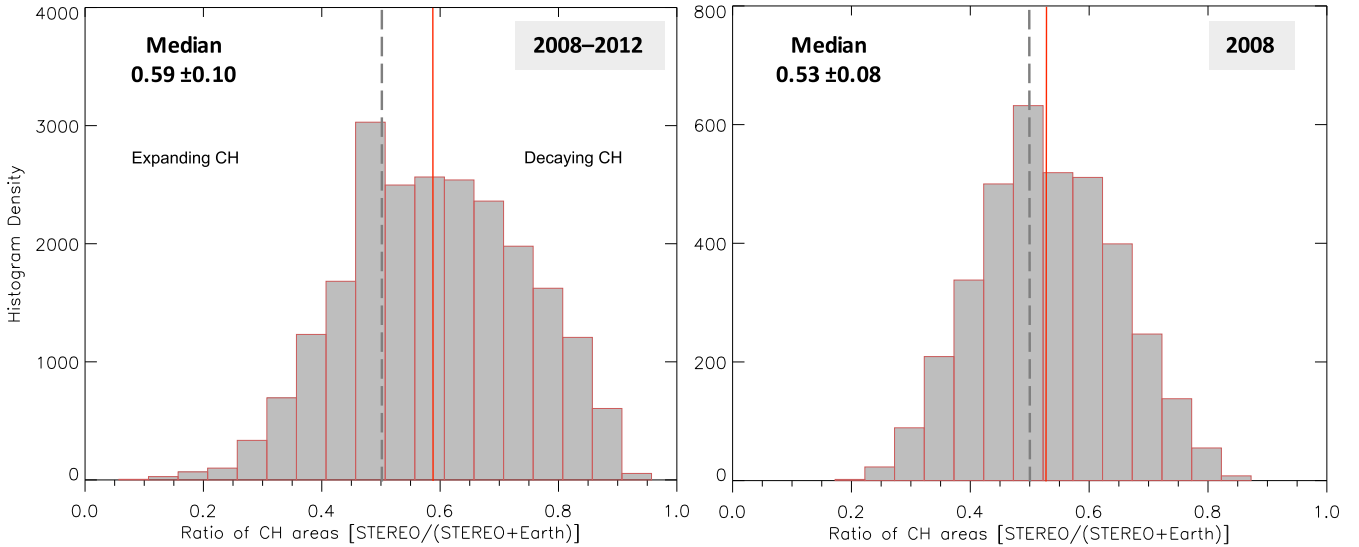 4000
3000
2000
1000
0
Histogram Density
Median
0.59 ±0.10
2008–2012
Expanding CH
Decaying CH
0.0 0.2 0.4 0.6 0.8 1.0
Ratio of CH areas [STEREO/(STEREO+Earth)]
800
600
400
200
0
Median
0.53 ±0.08
2008
0.0 0.2 0.4 0.6 0.8 1.0
Ratio of CH areas [STEREO/(STEREO+Earth)]